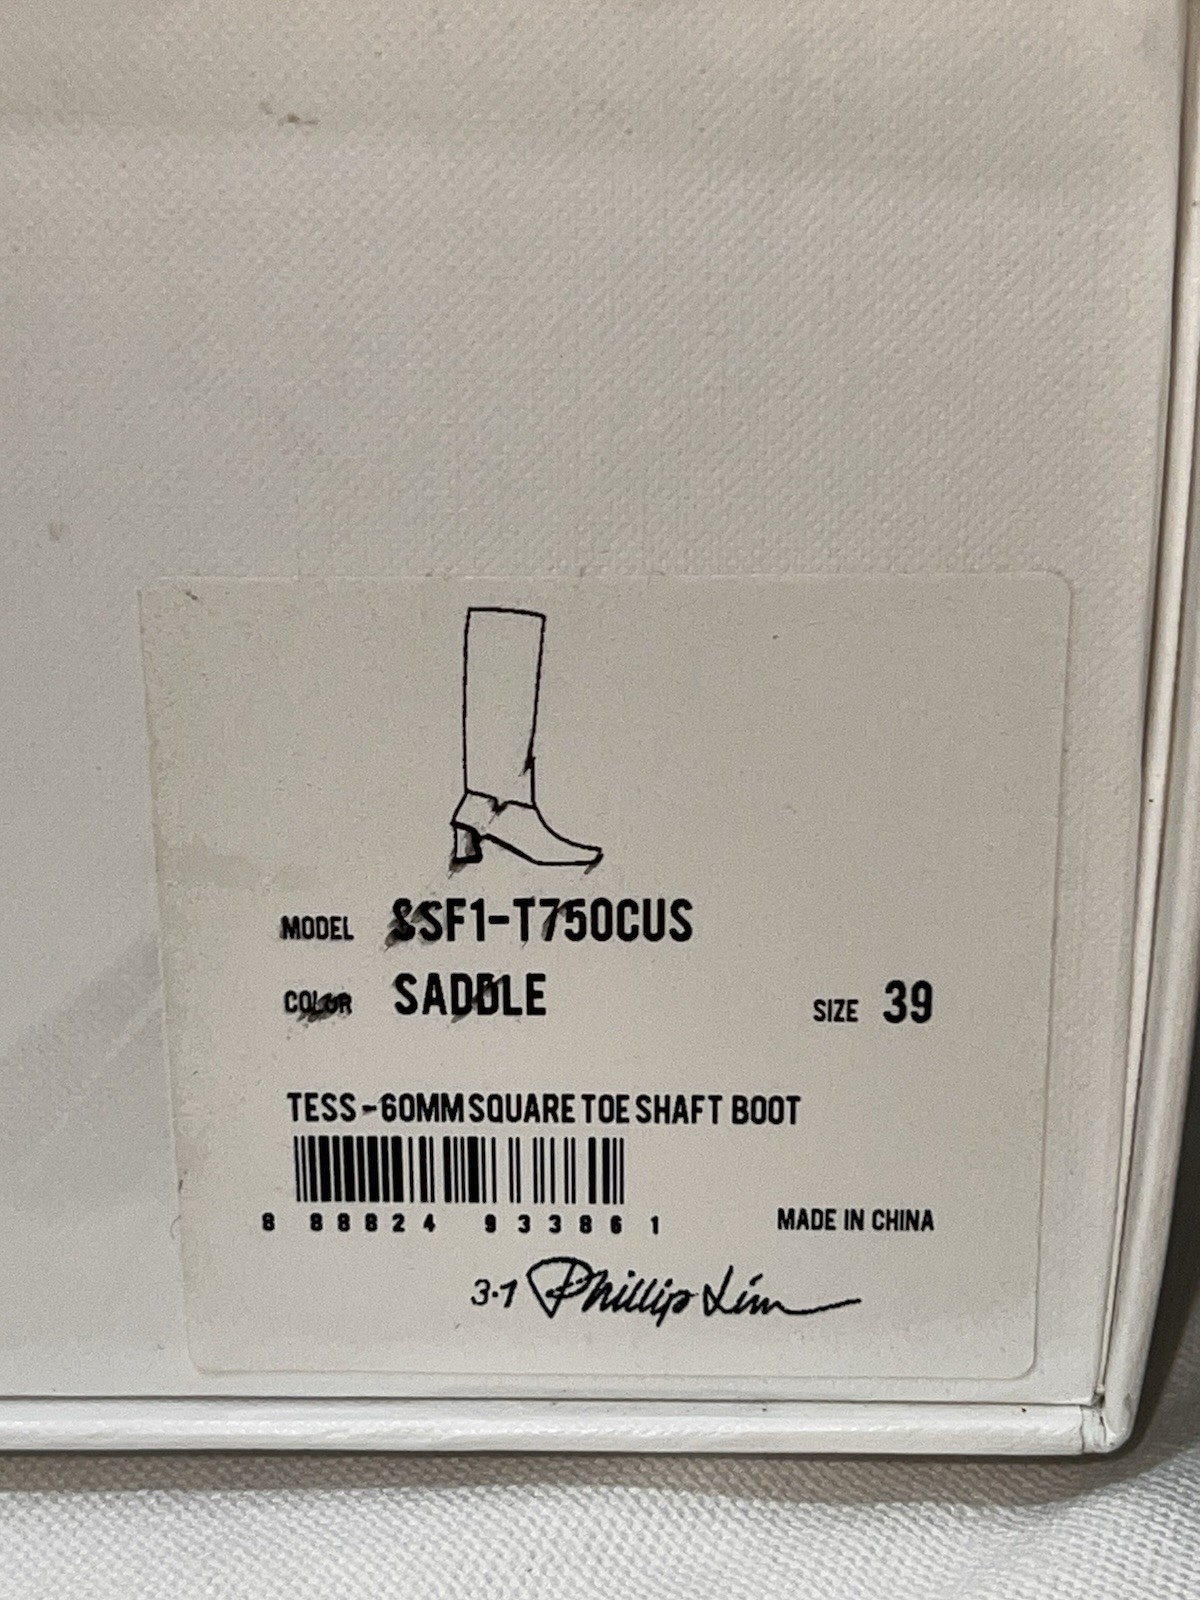 MODEL SSF1-T750CUS
COLOR SADDLE
SIZE 39
TESS-60MM SQUARE TOE SHAFT BOOT
8 88824 93386 1
MADE IN CHINA
3.1 Phillip Lim